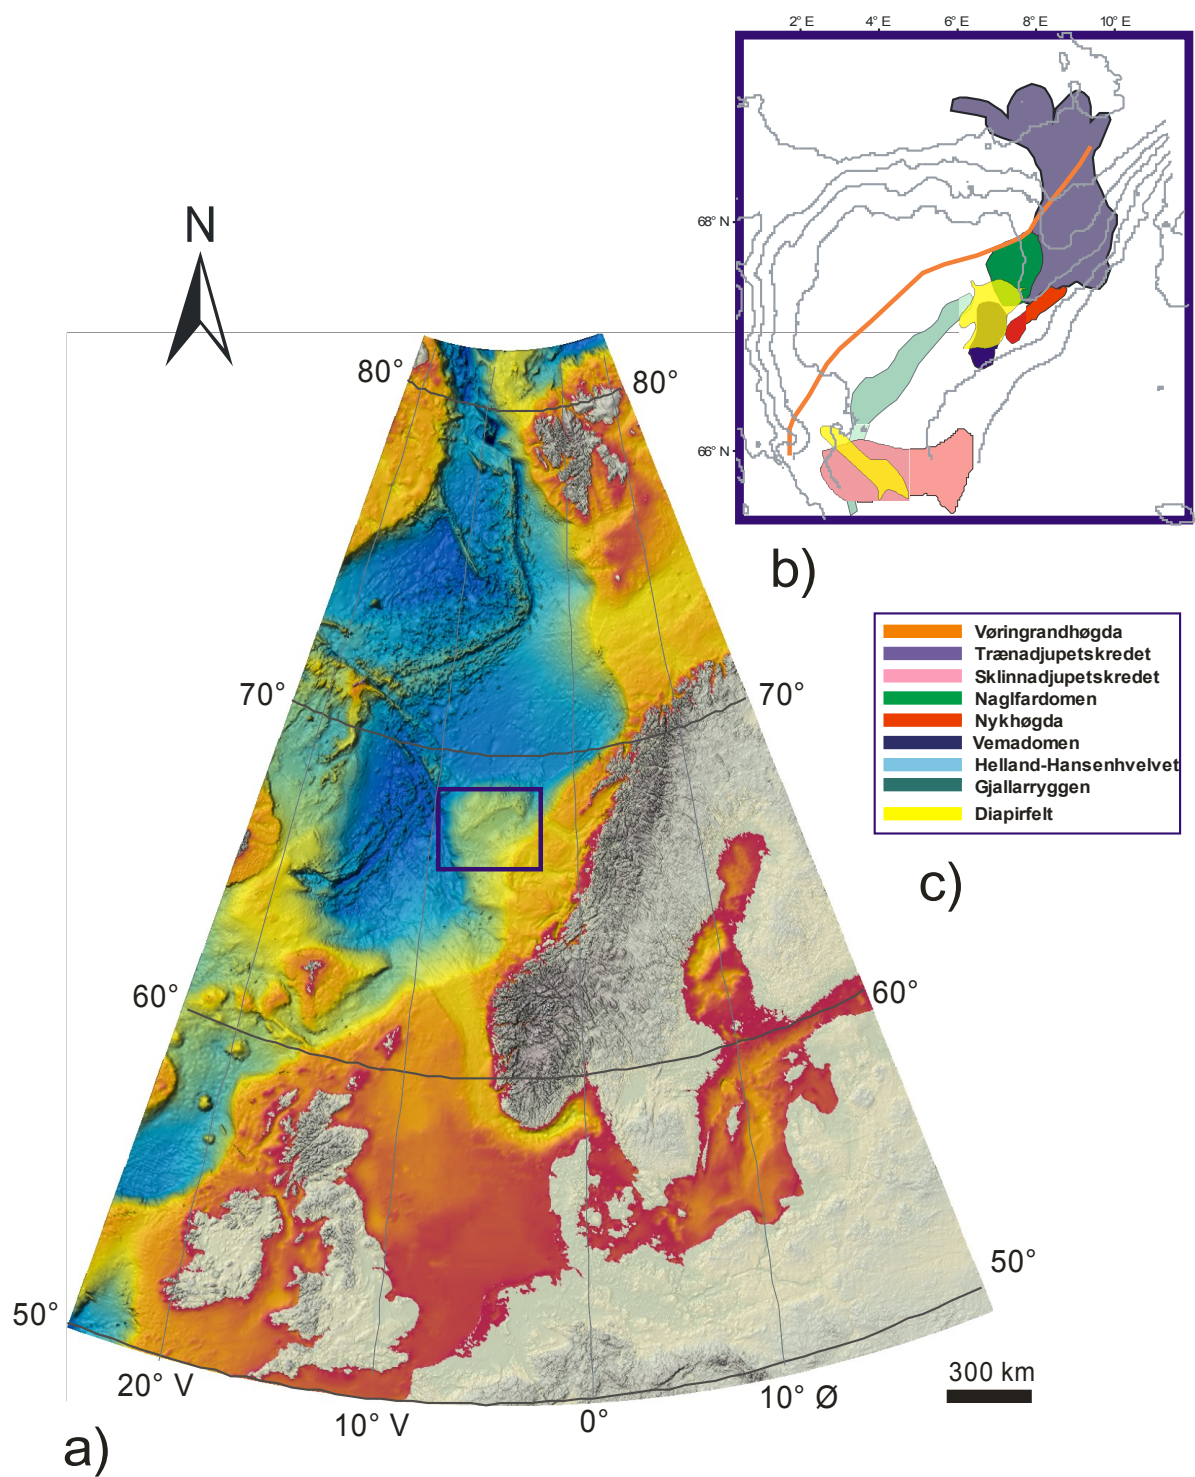 2° E 4° E 6° E 8° E 10° E
68° N
66° N
b)
N
80° 80°
70° 70°
60° 60°
50° 50°
20° V
10° V
0°
10° Ø
300 km
a)
Vøringrandhøgda
Trænadjupetskredet
Sklinnadjupetskredet
Naglfardomen
Nykhøgda
Vemadomen
Helland-Hansenhvelvet
Gjallarryggen
Diapirfelt
c)